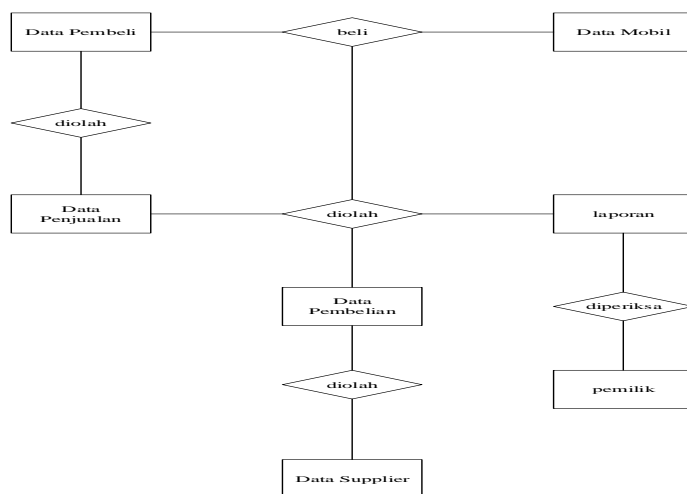 Data Pembeli
beli
Data Mobil
diolah
Data
Penjualan
diolah
laporan
Data
Pembelian
diperiksa
diolah
pemilik
Data Supplier